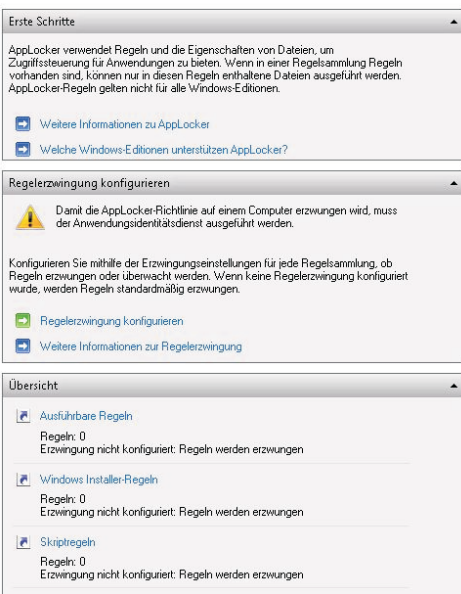 Erste Schritte
AppLocker verwendet Regeln und die Eigenschaften von Dateien, um
Zugriffssteuerung für Anwendungen zu bieten. Wenn in einer Regelsammlung Regeln
vorhanden sind, können nur in diesen Regeln enthaltene Dateien ausgeführt werden.
AppLocker-Regeln gelten nicht für alle Windows-Editionen.
Weitere Informationen zu AppLocker
Welche Windows-Editionen unterstützen AppLocker?
Regelerzwingung konfigurieren
Damit die AppLocker-Richtlinie auf einem Computer erzwungen wird, muss
der Anwendungsidentitätsdienst ausgeführt werden.
Konfigurieren Sie mithilfe der Erzwingungseinstellungen für jede Regelsammlung, ob
Regeln erzwungen oder überwacht werden. Wenn keine Regelerzwingung konfiguriert
wurde, werden Regeln standardmäßig erzwungen.
Regelerzwingung konfigurieren
Weitere Informationen zur Regelerzwingung
Übersicht
Ausführbare Regeln
Regeln: 0
Erzwingung nicht konfiguriert: Regeln werden erzwungen
Windows Installer-Regeln
Regeln: 0
Erzwingung nicht konfiguriert: Regeln werden erzwungen
Skriptregeln
Regeln: 0
Erzwingung nicht konfiguriert: Regeln werden erzwungen